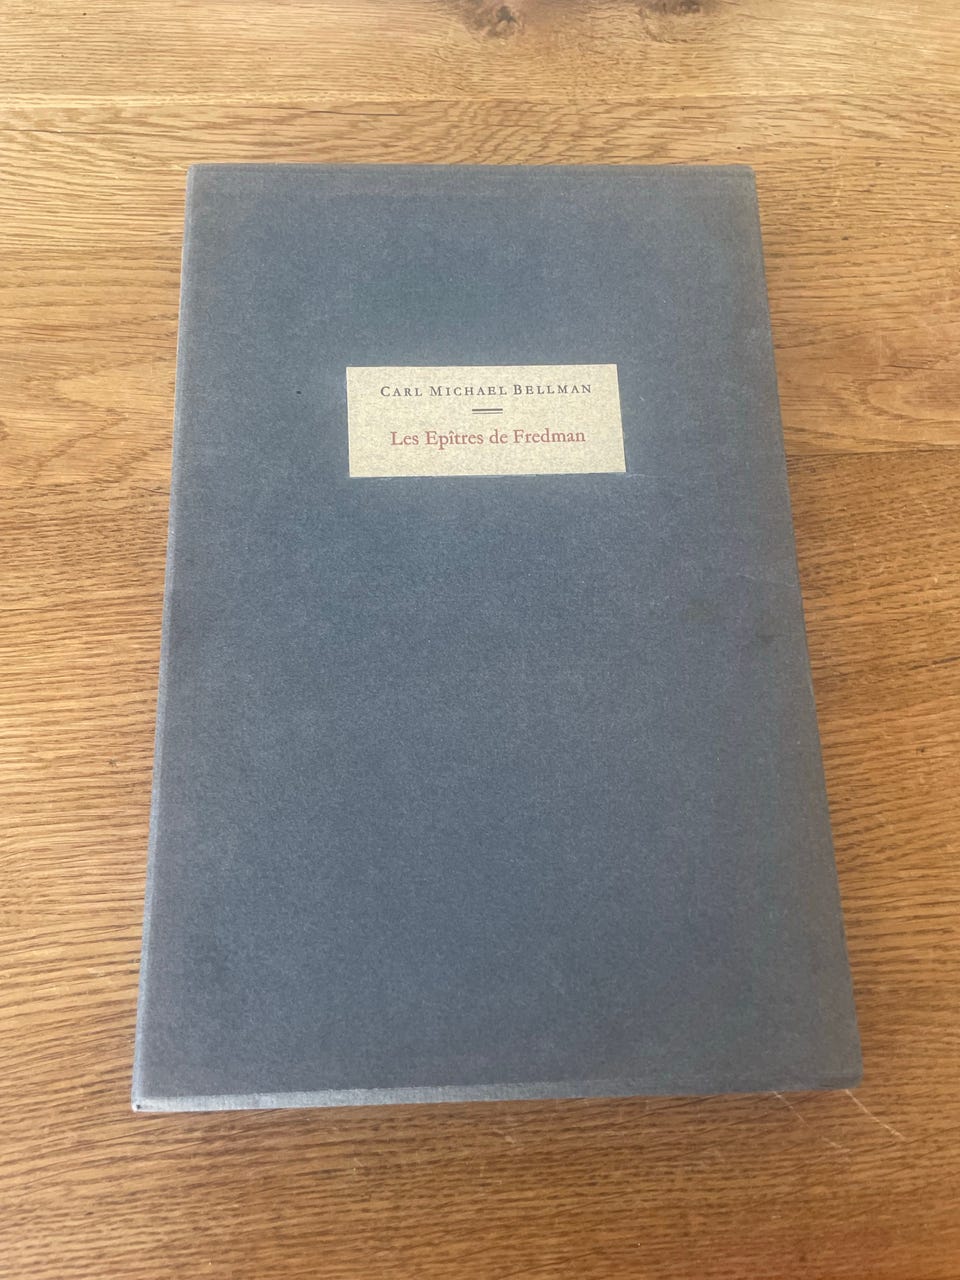 CARL MICHAEL BELLMAN
Les Epîtres de Fredman